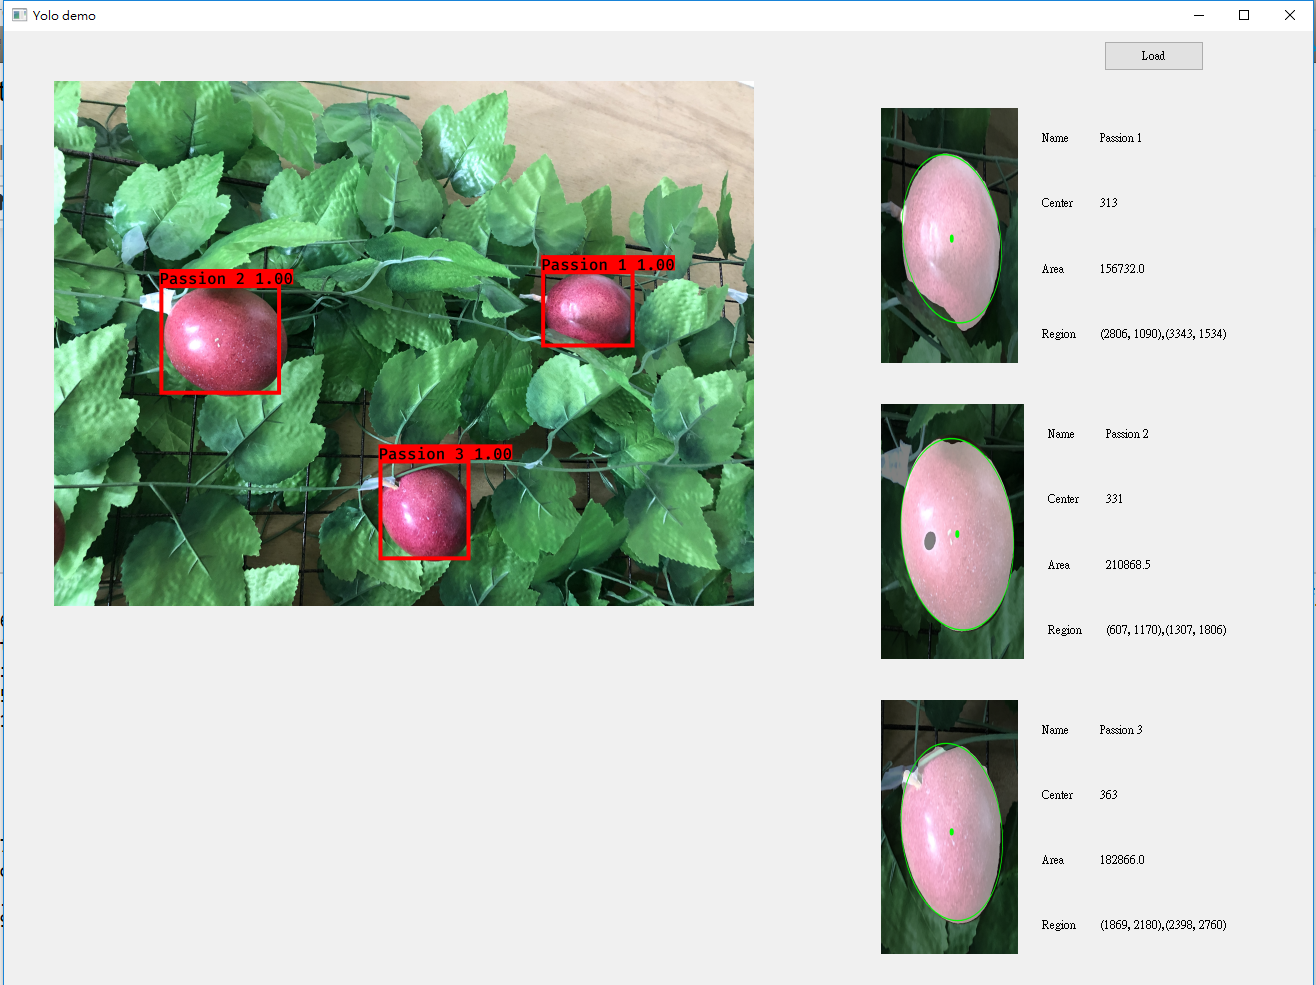 Yolo demo
Load
Passion 2 1.00
Passion 1 1.00
Passion 3 1.00
Name Passion 1
Center 313
Area 156732.0
Region (2806, 1090),(3343, 1534)
Name Passion 2
Center 331
Area 210868.5
Region (607, 1170),(1307, 1806)
Name Passion 3
Center 363
Area 182866.0
Region (1869, 2180),(2398, 2760)